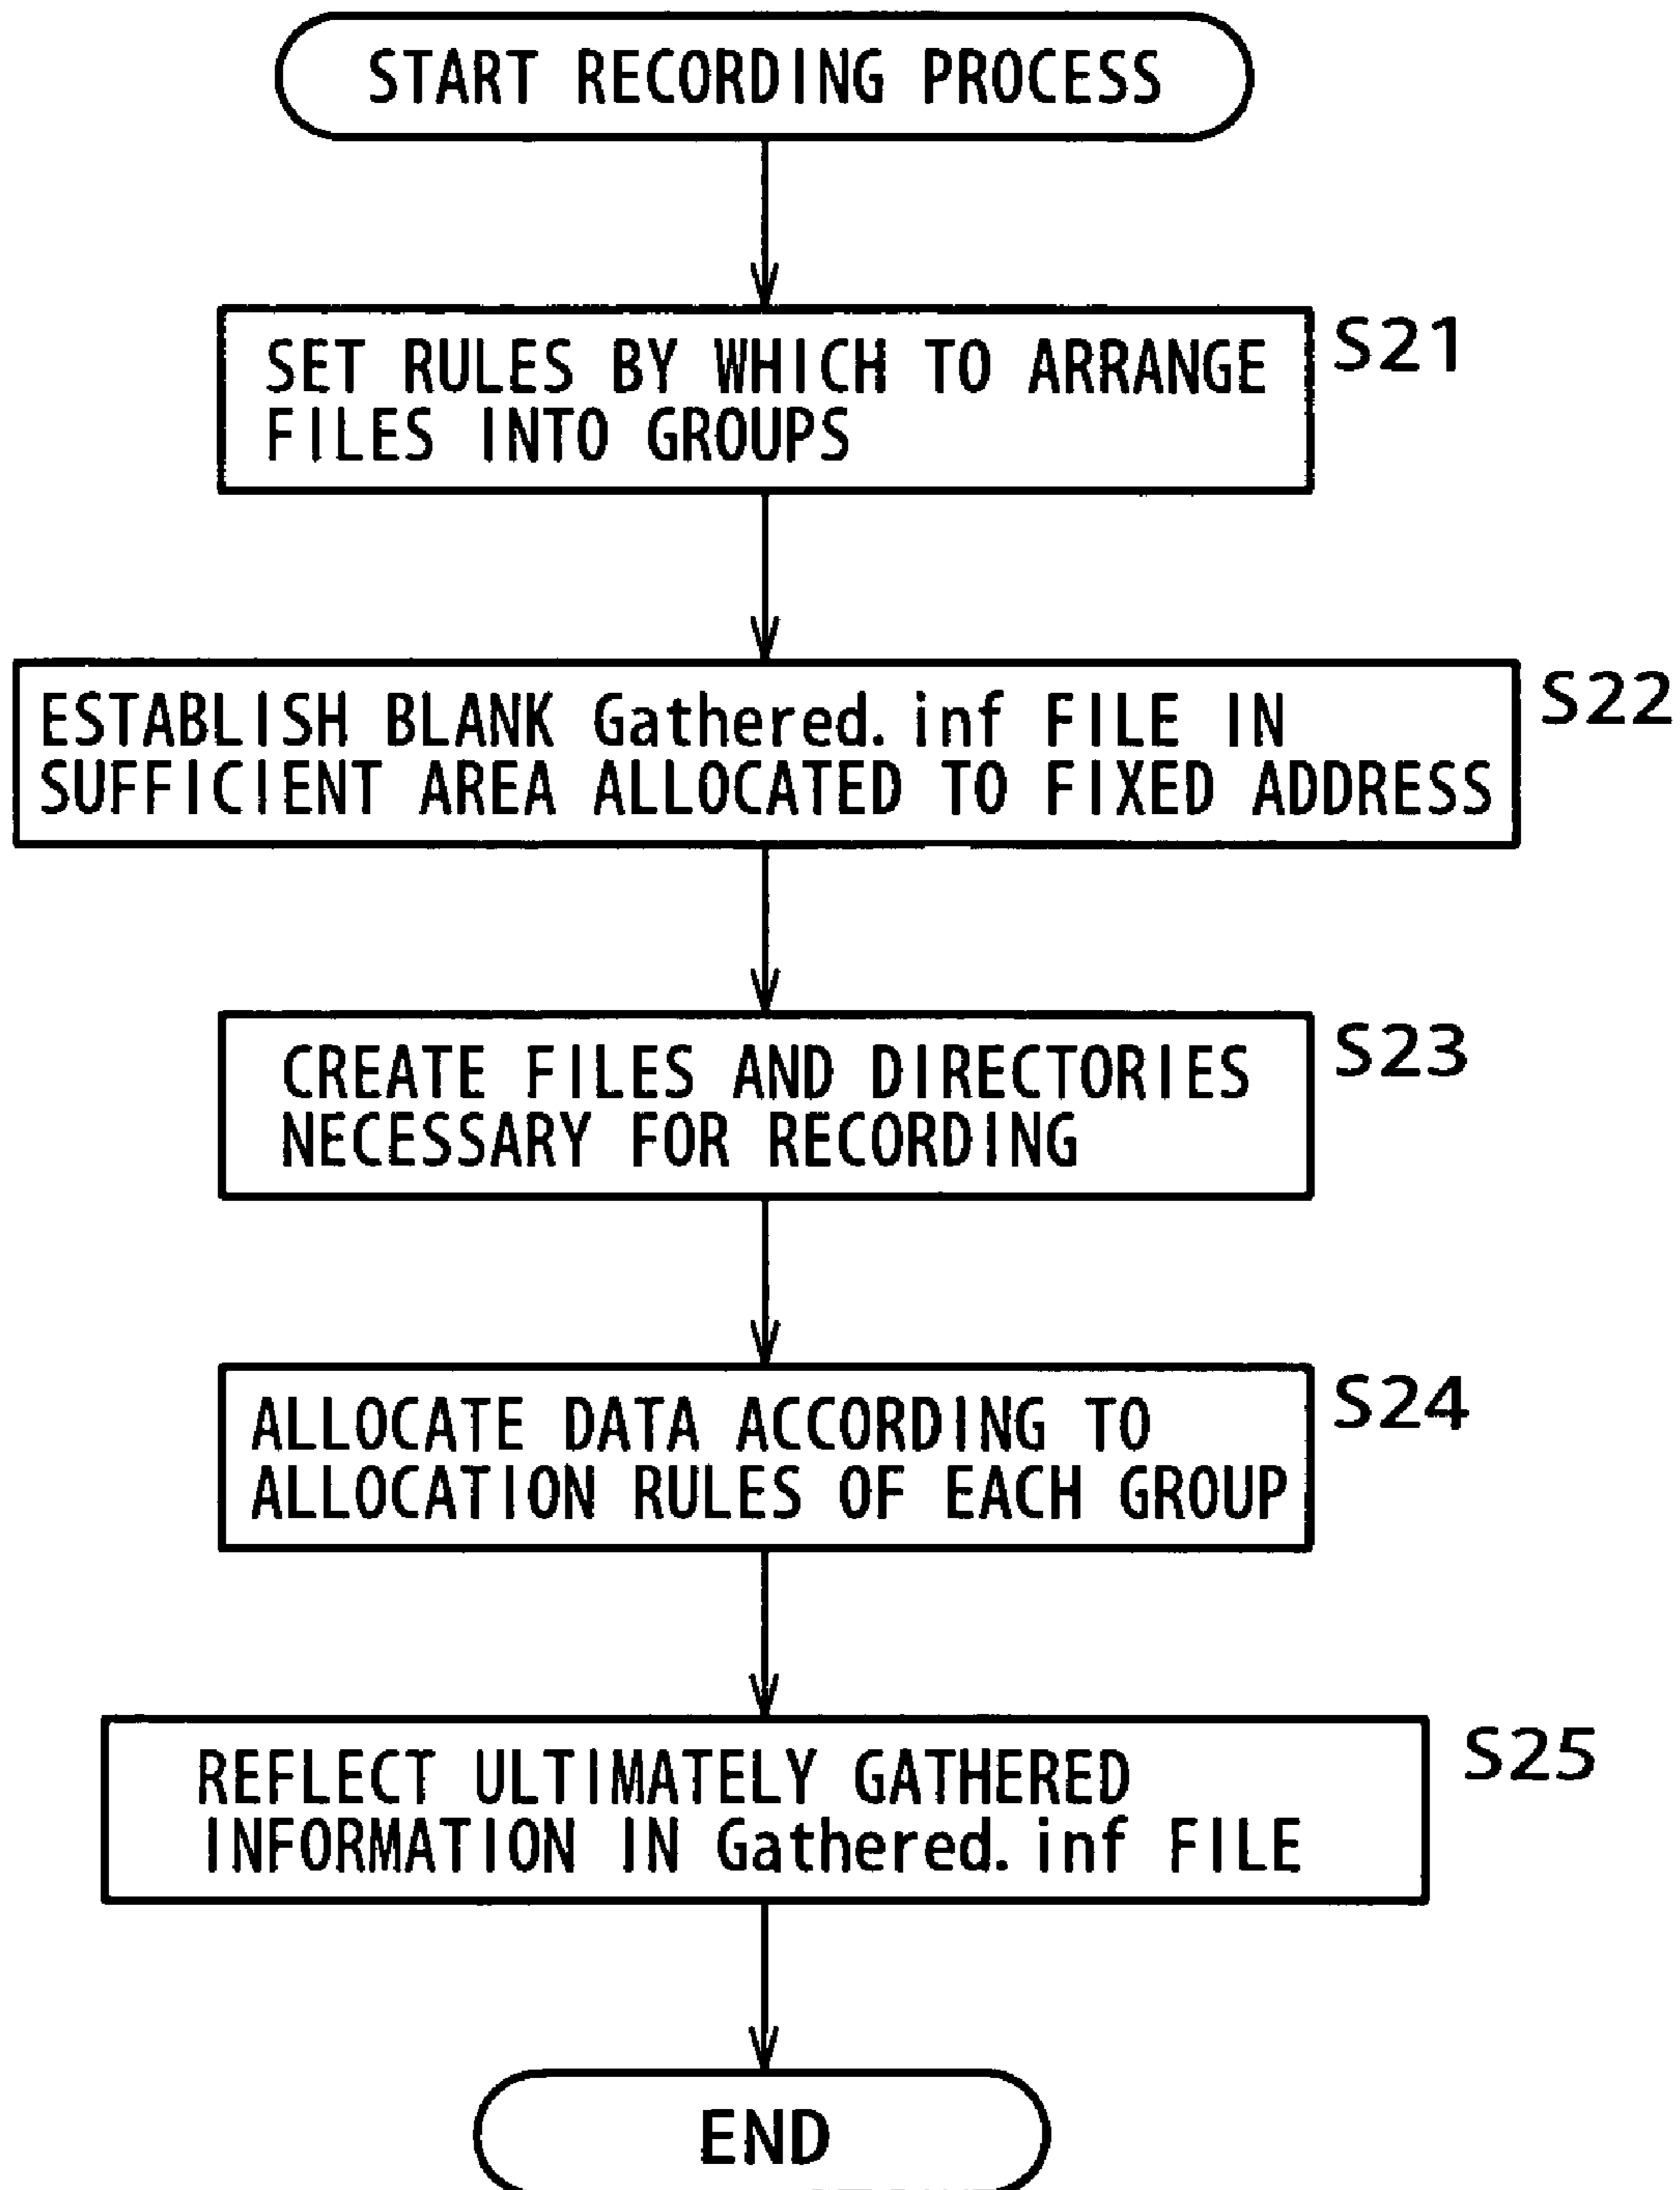 START RECORDING PROCESS
S21
SET RULES BY WHICH TO ARRANGE
FILES INTO GROUPS
S22
ESTABLISH BLANK Gathered.inf FILE IN
SUFFICIENT AREA ALLOCATED TO FIXED ADDRESS
S23
CREATE FILES AND DIRECTORIES
NECESSARY FOR RECORDING
S24
ALLOCATE DATA ACCORDING TO
ALLOCATION RULES OF EACH GROUP
S25
REFLECT ULTIMATELY GATHERED
INFORMATION IN Gathered.inf FILE
END